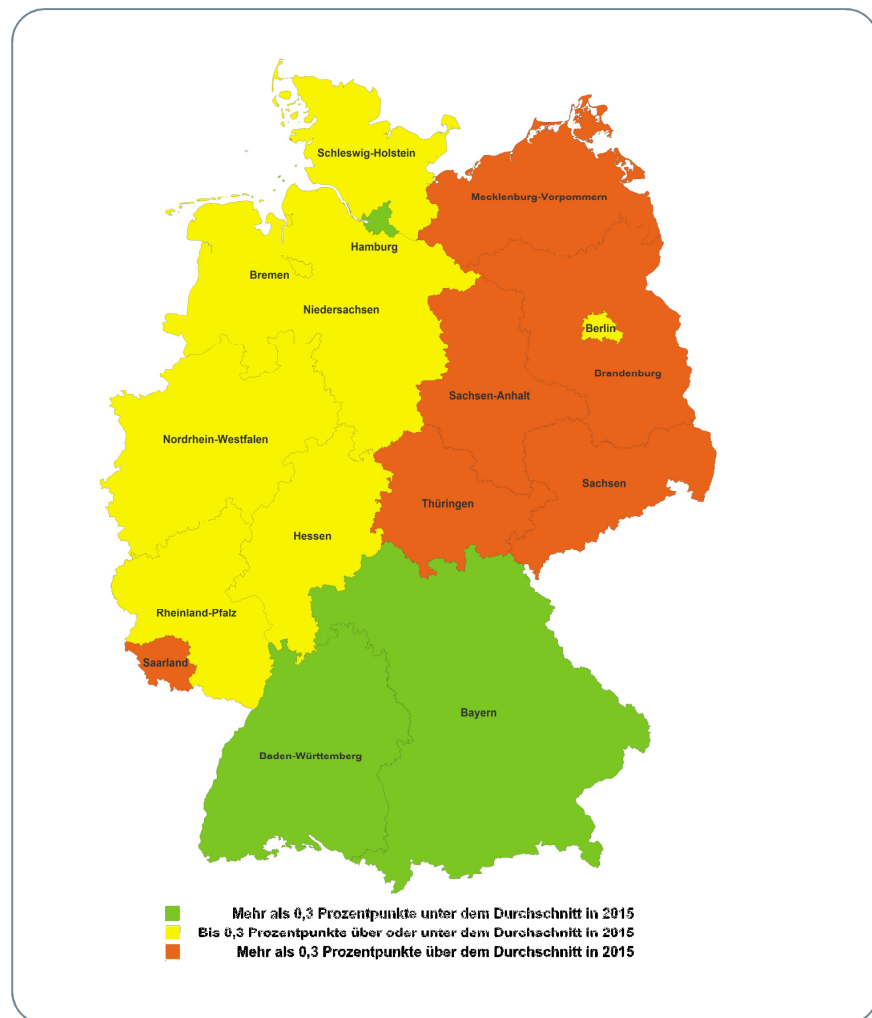 Schleswig-Holstein
Mecklenburg-Vorpommern
Hamburg
Bremen
Niedersachsen
Berlin
Drandenburg
Sachsen-Anhalt
Nordrhein-Westfalen
Sachsen
Thüringen
Hessen
Rheinland-Pfalz
Saarland
Bayern
Daden-Württemberg
Mehr als 0,3 Prozentpunkte unter dem Durchschnitt in 2015
Bis 0,3 Prozentpunkte über oder unter dem Durchschnitt in 2015
Mehr als 0,3 Prozentpunkte über dem Durchschnitt in 2015